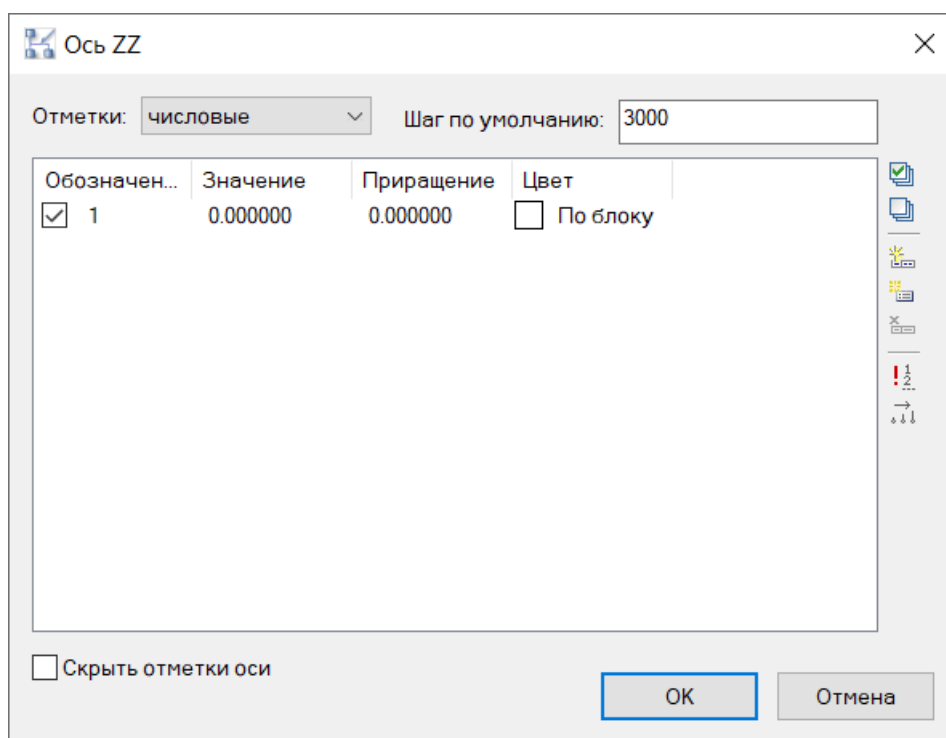 Ось ZZ
Отметки: числовые Шаг по умолчанию: 3000
Обозначен... Значение Приращение Цвет
1 0.000000 0.000000 По блоку
Скрыть отметки оси
OK Отмена